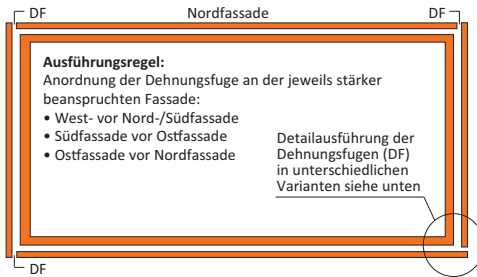 DF Nordfassade DF
Ausführungsregel:
Anordnung der Dehnungsfuge an der jeweils stärker
beanspruchten Fassade:
• West- vor Nord-/Südfassade
• Südfassade vor Ostfassade
• Ostfassade vor Nordfassade
Detailausführung der
Dehnungsfugen (DF)
in unterschiedlichen
Varianten siehe unten
DF